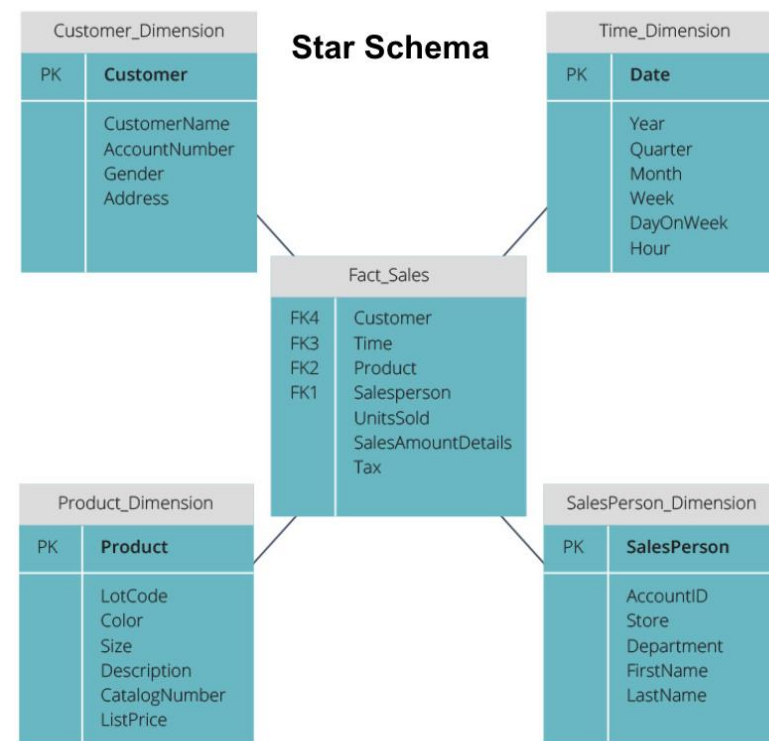 Star Schema
Customer_Dimension
PK Customer
CustomerName
AccountNumber
Gender
Address
Time_Dimension
PK Date
Year
Quarter
Month
Week
DayOnWeek
Hour
Fact_Sales
FK4 Customer
FK3 Time
FK2 Product
FK1 Salesperson
UnitsSold
SalesAmountDetails
Tax
Product_Dimension
PK Product
LotCode
Color
Size
Description
CatalogNumber
ListPrice
SalesPerson_Dimension
PK SalesPerson
AccountID
Store
Department
FirstName
LastName